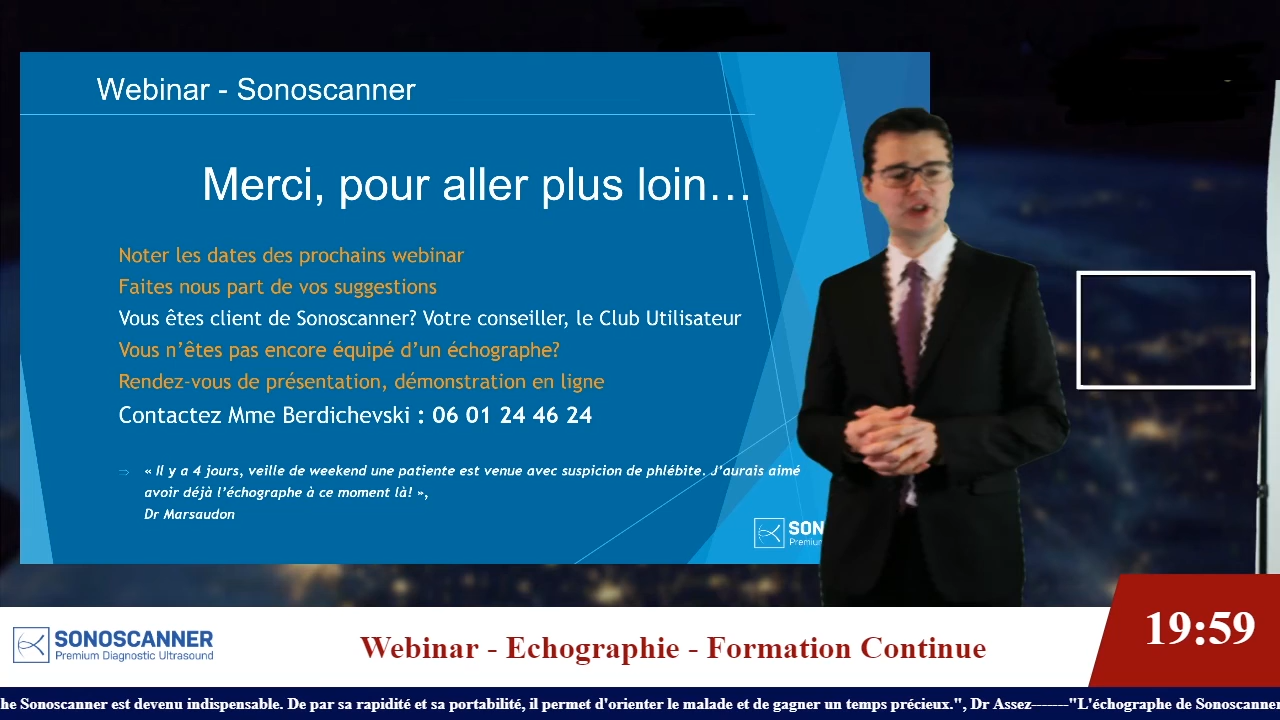 Webinar - Sonoscanner
Merci, pour aller plus loin…
Noter les dates des prochains webinar
Faites nous part de vos suggestions
Vous êtes client de Sonoscanner? Votre conseiller, le Club Utilisateur
Vous n’êtes pas encore équipé d’un échographe?
Rendez-vous de présentation, démonstration en ligne
Contactez Mme Berdichevski : 06 01 24 46 24
« Il y a 4 jours, veille de weekend une patiente est venue avec suspicion de phlébite. J’aurais aimé
avoir déjà l’échographe à ce moment là! »,
Dr Marsaudon
SON
Premium
19:59
SONOSCANNER
Premium Diagnostic Ultrasound
Webinar - Echographie - Formation Continue
he Sonoscanner est devenu indispensable. De par sa rapidité et sa portabilité, il permet d'orienter le malade et de gagner un temps précieux.", Dr Assez-------"L'échographe de Sonoscanner